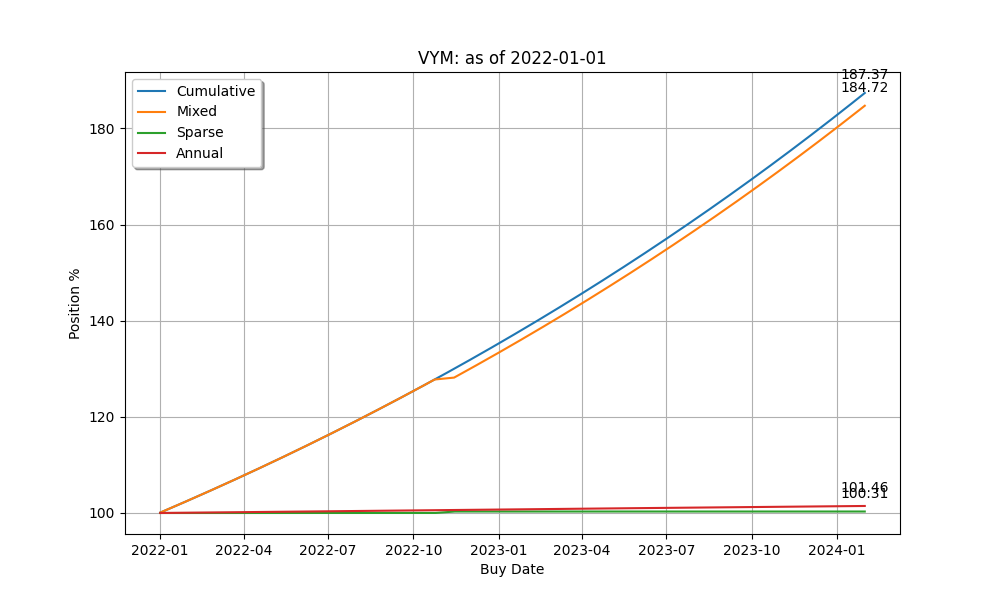 VYM: as of 2022-01-01
Cumulative
Mixed
Sparse
Annual
187.37
184.72
101.46
100.31
Position %
180
160
140
120
100
2022-01 2022-04 2022-07 2022-10 2023-01 2023-04 2023-07 2023-10 2024-01
Buy Date